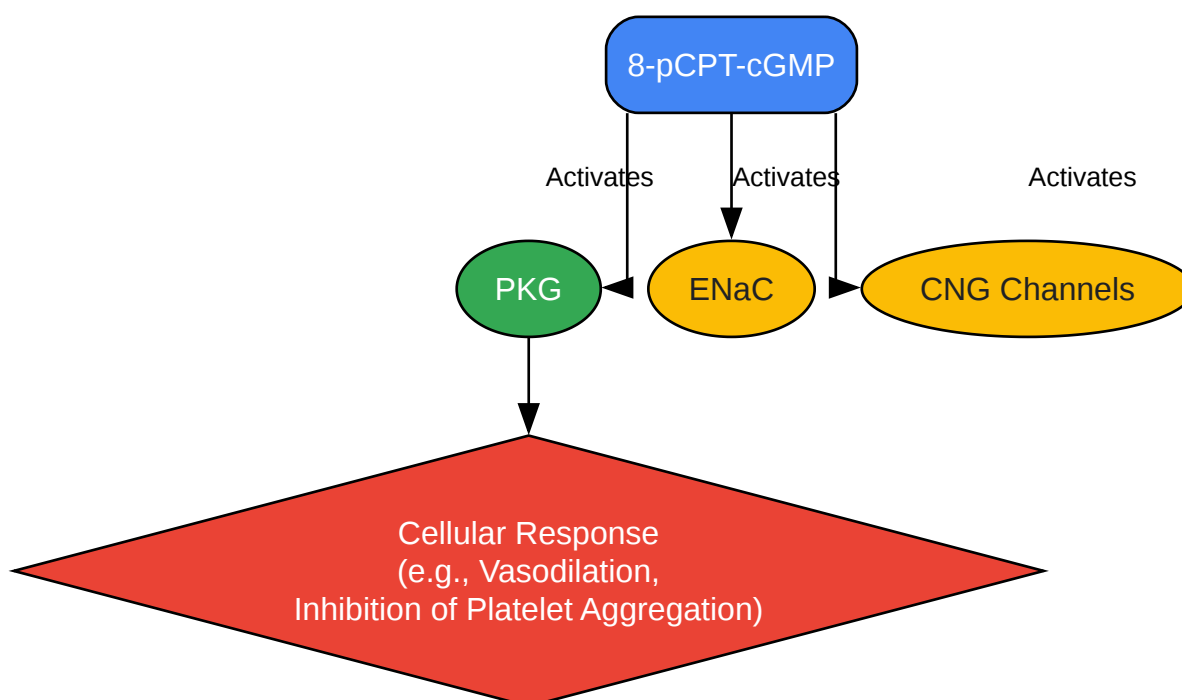 8-pCPT-cGMP
Activates
Activates
Activates
PKG
ENaC
CNG Channels
Cellular Response
(e.g., Vasodilation,
Inhibition of Platelet Aggregation)